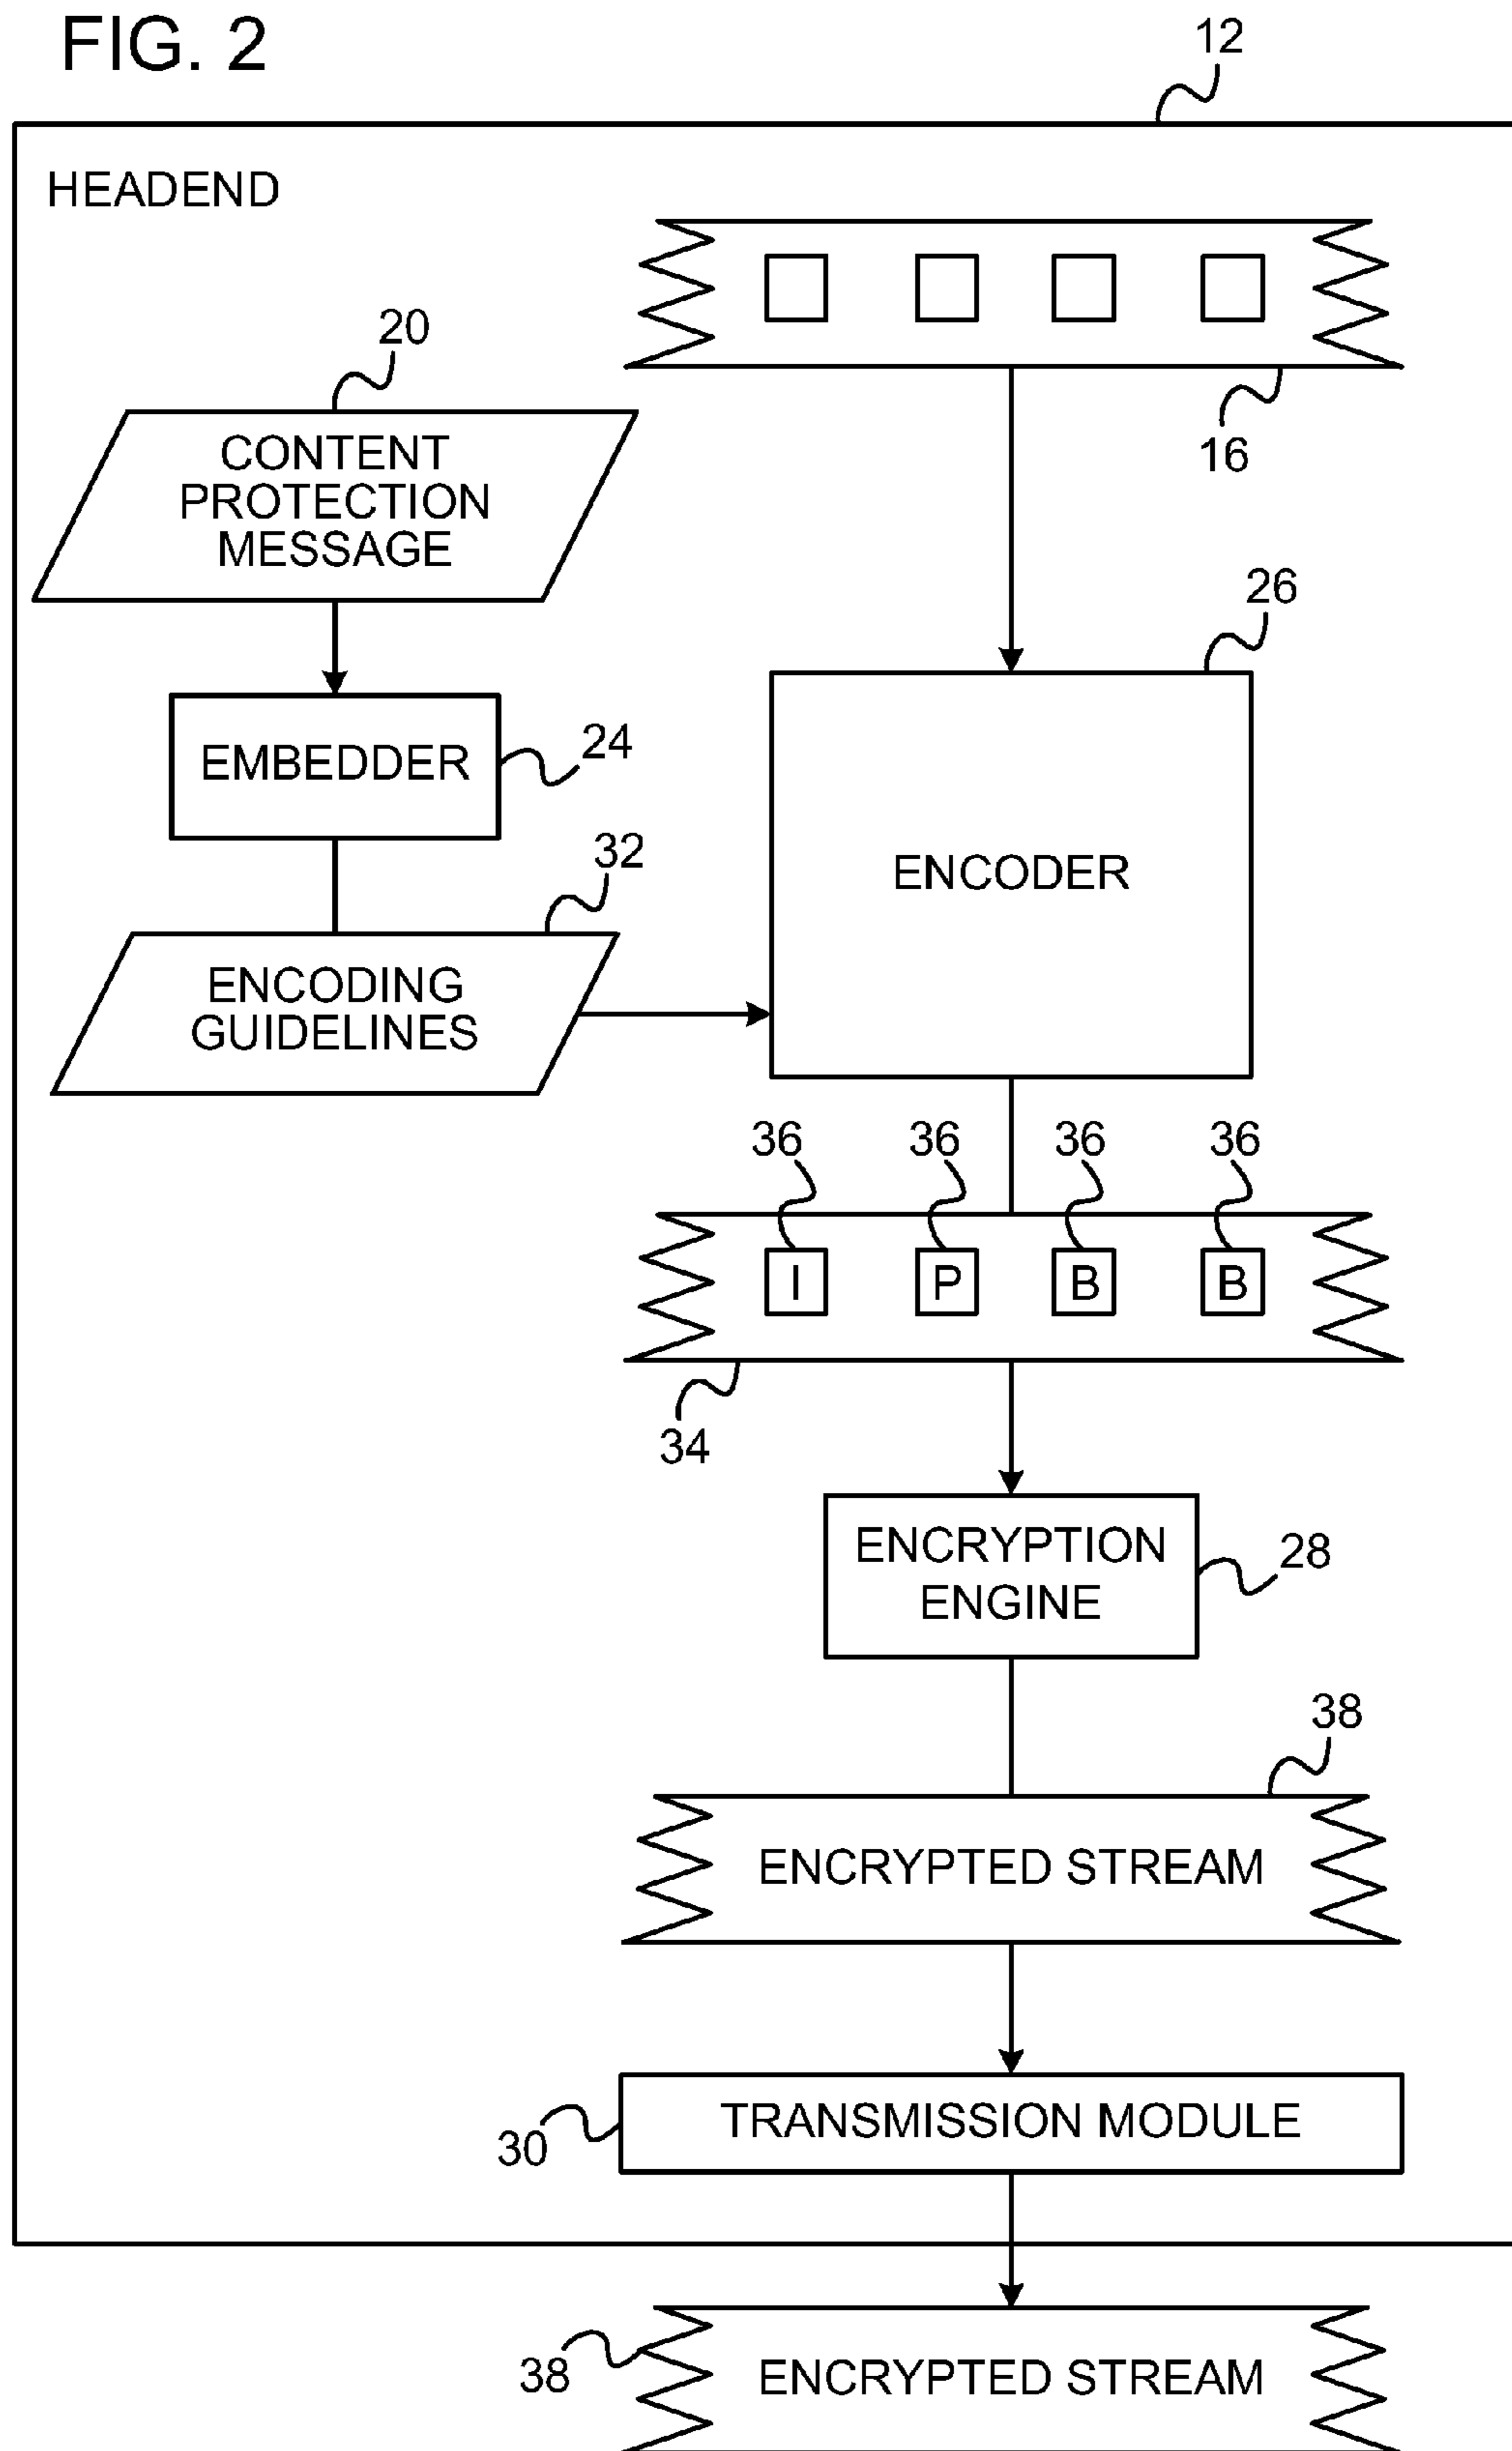 FIG. 2
12
HEADEND
16
20
CONTENT
PROTECTION
MESSAGE
26
EMBEDDER
24
ENCODER
32
ENCODING
GUIDELINES
36 36 36 36
I P B B
34
ENCRYPTION
ENGINE
28
38
ENCRYPTED STREAM
TRANSMISSION MODULE
30
38
ENCRYPTED STREAM